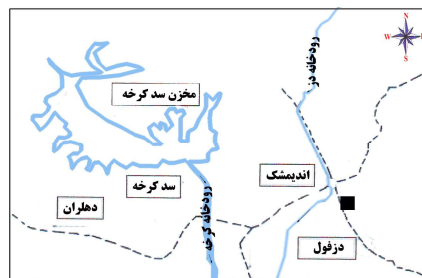 N
W
E
S
رودخانه دز
مخزن سد کرخه
اندیمشک
سد کرخه
دهلران
رودخانه کرخه
دزفول